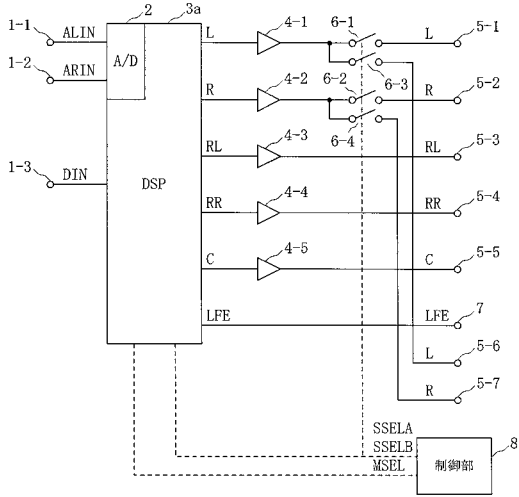 2 3a
1-1 ALIN A/D L 4-1 6-1 L 5-1
1-2 ARIN R 4-2 6-2 6-3 R 5-2
6-4
RL 4-3 RL 5-3
1-3 DIN DSP
RR 4-4 RR 5-4
C 4-5 C 5-5
LFE LFE 7
L 5-6
R 5-7
SSELA
SSELB
MSEL 制御部 8